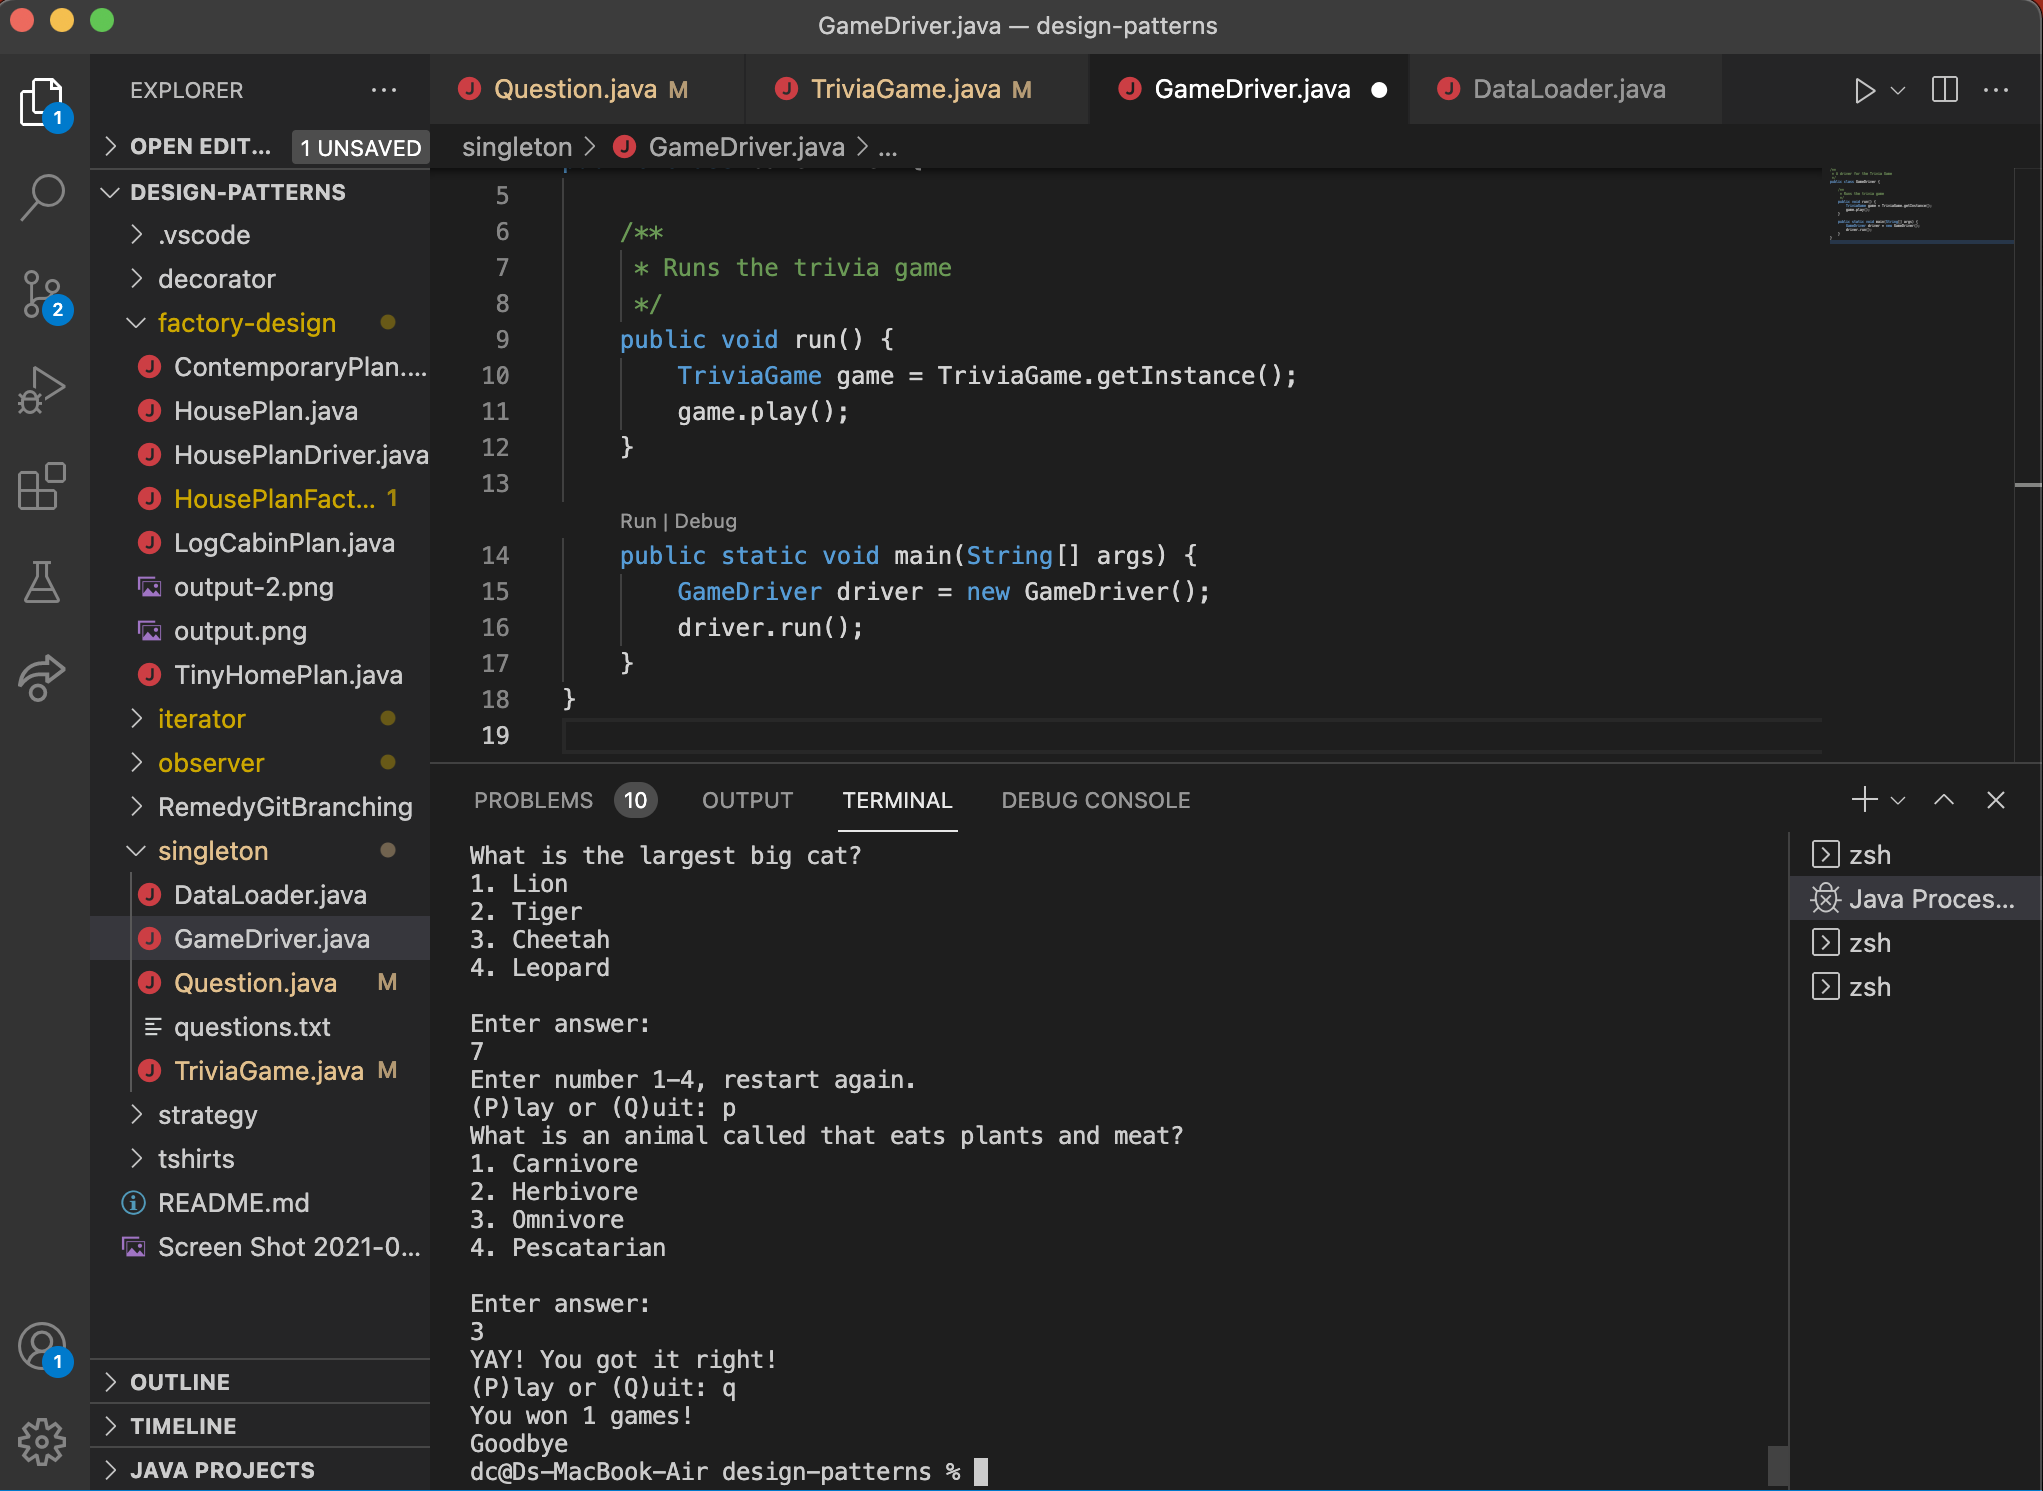 GameDriver.java — design-patterns
EXPLORER
1
OPEN EDIT... 1 UNSAVED
DESIGN-PATTERNS
.vscode
decorator
factory-design
ContemporaryPlan....
HousePlan.java
HousePlanDriver.java
HousePlanFact... 1
LogCabinPlan.java
output-2.png
output.png
TinyHomePlan.java
iterator
observer
RemedyGitBranching
singleton
DataLoader.java
GameDriver.java
Question.java M
questions.txt
TriviaGame.java M
strategy
tshirts
README.md
Screen Shot 2021-0...
OUTLINE
TIMELINE
JAVA PROJECTS
2
1
Question.java M
TriviaGame.java M
GameDriver.java
DataLoader.java
singleton > GameDriver.java > ...
5
6 /**
7 * Runs the trivia game
8 */
9 public void run() {
10 TriviaGame game = TriviaGame.getInstance();
11 game.play();
12 }
13
Run | Debug
14 public static void main(String[] args) {
15 GameDriver driver = new GameDriver();
16 driver.run();
17 }
18 }
19
PROBLEMS 10 OUTPUT TERMINAL DEBUG CONSOLE
What is the largest big cat?
1. Lion
2. Tiger
3. Cheetah
4. Leopard
Enter answer:
7
Enter number 1-4, restart again.
(P)lay or (Q)uit: p
What is an animal called that eats plants and meat?
1. Carnivore
2. Herbivore
3. Omnivore
4. Pescatarian
Enter answer:
3
YAY! You got it right!
(P)lay or (Q)uit: q
You won 1 games!
Goodbye
dc@Ds-MacBook-Air design-patterns %
zsh
Java Proces...
zsh
zsh